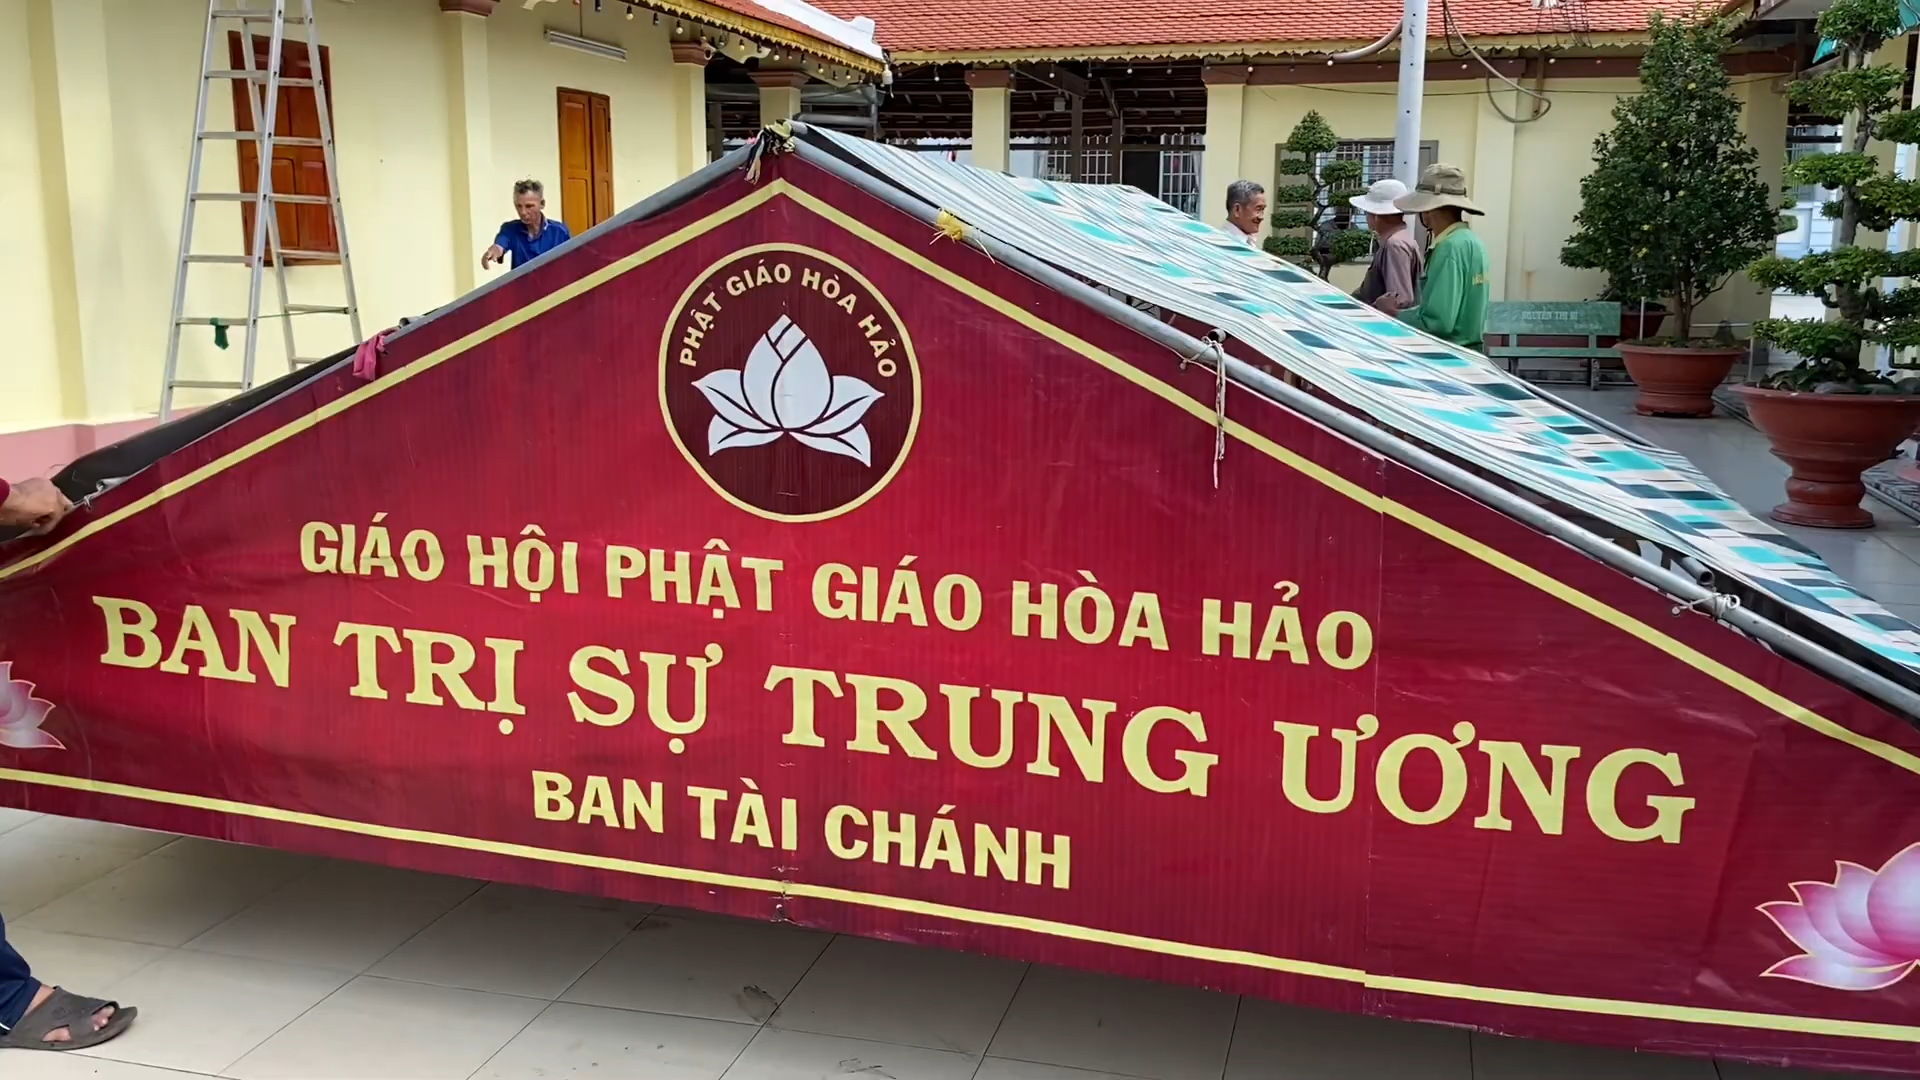 PHẬT GIÁO HÒA HẢO
GIÁO HỘI PHẬT GIÁO HÒA HẢO
BAN TRỊ SỰ TRUNG ƯƠNG
BAN TÀI CHÁNH